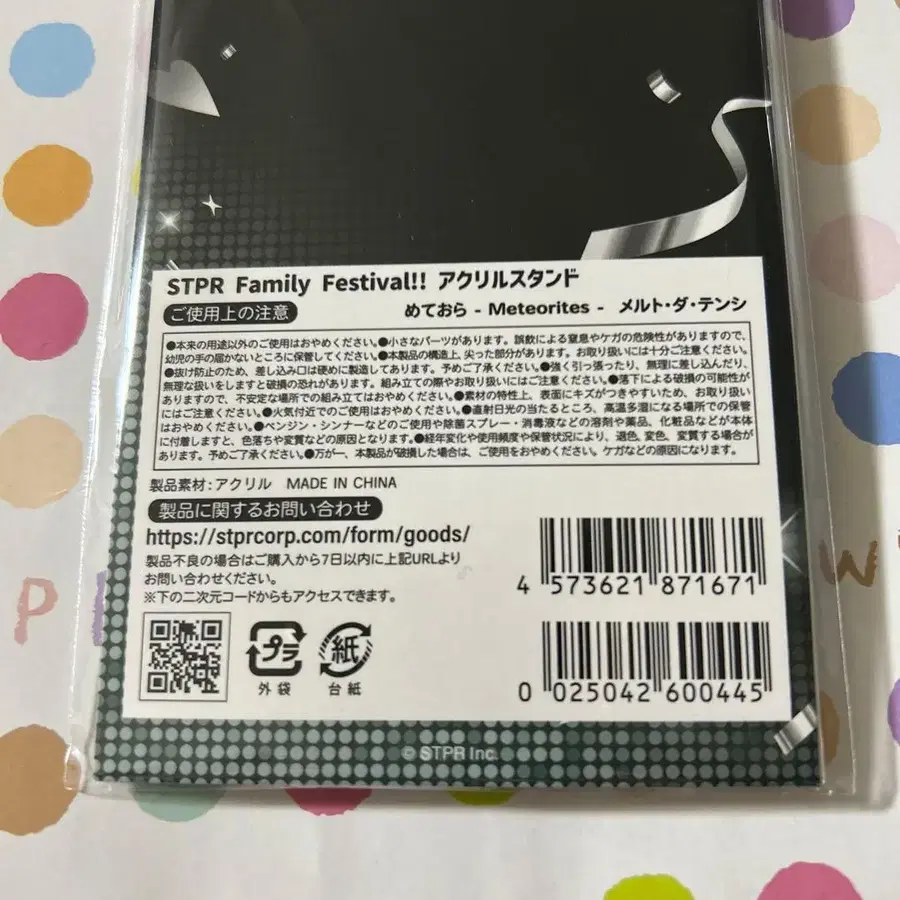 STPR Family Festival!! アクリルスタンド
ご使用上の注意
めておら - Meteorites - メルト・ダ・テンシ
●本来の用途以外のご使用はおやめください。●小さなパーツがあります。誤飲による窒息やケガの危険性がありますので、
幼児の手の届かないところに保管してください。●本製品の構造上、尖った部分があります。お取り扱いには十分ご注意ください。
●抜け防止のため、差し込み口は硬めに製造してあります。予めご了承ください。●強く引っ張ったり、無理に差し込んだり、
無理な扱いをしますと破損の恐れがあります。組み立ての際やお取り扱いにはご注意ください。●落下による破損の可能性が
ありますので、不安定な場所での組み立てはおやめください。●素材の特性上、表面にキズがつきやすいため、お取り扱い
にはご注意ください。●火気付近でのご使用はおやめください。●直射日光の当たるところ、高温多湿になる場所での保管
はおやめください。●ベンジン・シンナーなどのご使用や除菌スプレー・消毒液などの溶剤や薬品、化粧品などが本体
に付着しますと、色落ちや変質などの原因となります。●経年変化や使用頻度や保管状況により、退色、変色、変質する場合が
あります。予めご了承ください。●万が一、本製品が破損した場合は、ご使用をおやめください。ケガなどの原因になります。
製品素材:アクリル MADE IN CHINA
製品に関するお問い合わせ
https://stprcorp.com/form/goods/
製品不良の場合はご購入から7日以内に上記URLより
お問い合わせください。
※下の二次元コードからもアクセスできます。
4 573621 871671
プラ
外袋
紙
台紙
0 025042 600445
© STPR Inc.
P
W